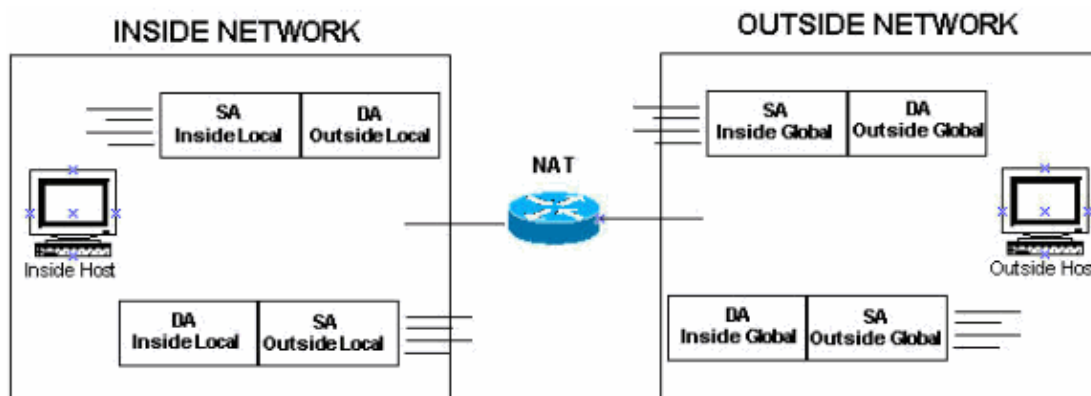 INSIDE NETWORK
OUTSIDE NETWORK
SA
Inside Local
DA
Outside Local
SA
Inside Global
DA
Outside Global
NAT
Inside Host
Outside Host
DA
Inside Local
SA
Outside Local
DA
Inside Global
SA
Outside Global